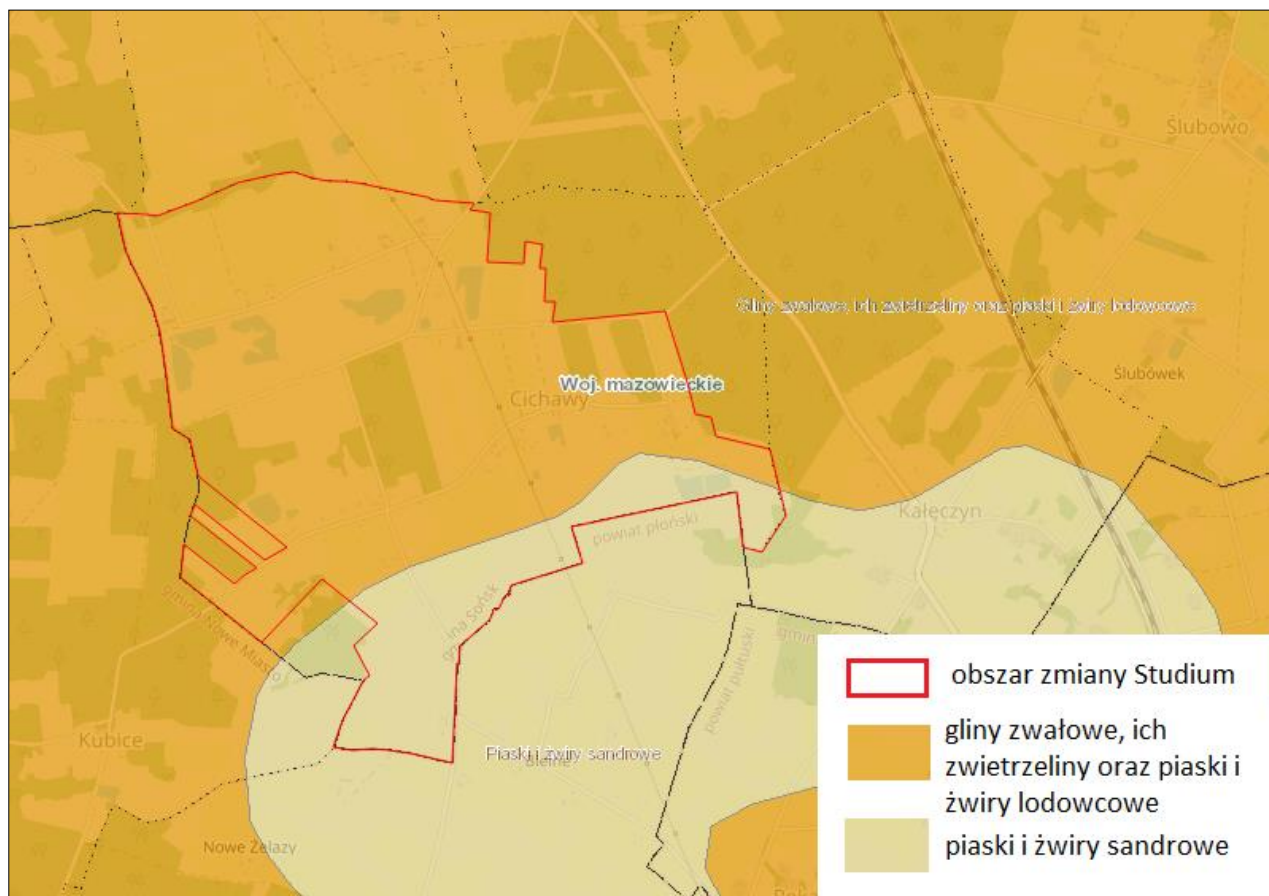 Ślubowo
Gliny zwałowe, ich zwietrzeliny oraz piaski i żwiry lodowcowe
Ślubówek
Woj. mazowieckie
Cichawy
Kałęczyn
powiat płoński
gmina Sońsk
gmina Nowe Miasto
powiat pułtuski
Kubice
Piaski i żwiry sandrowe
Bielne
Nowe Żelazy
obszar zmiany Studium
gliny zwałowe, ich
zwietrzeliny oraz piaski i
żwiry lodowcowe
piaski i żwiry sandrowe